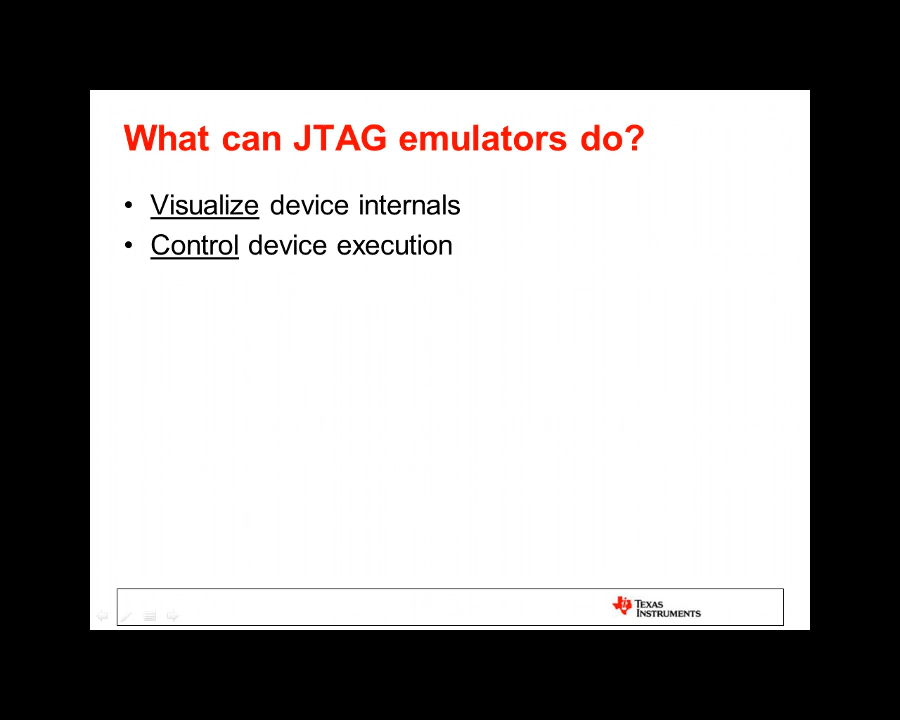 What can JTAG emulators do?
• Visualize device internals
• Control device execution
TEXAS
INSTRUMENTS